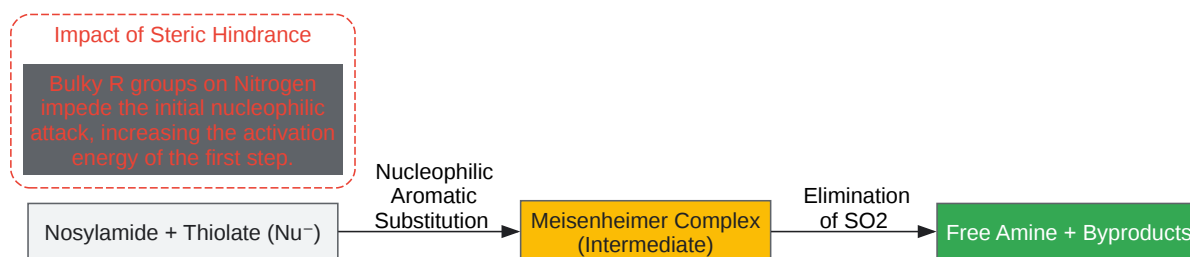 Impact of Steric Hindrance
Bulky R groups on Nitrogen
impede the initial nucleophilic
attack, increasing the activation
energy of the first step.
Nosylamide + Thiolate (Nu⁻)
Nucleophilic
Aromatic
Substitution
Meisenheimer Complex
(Intermediate)
Elimination
of SO2
Free Amine + Byproducts